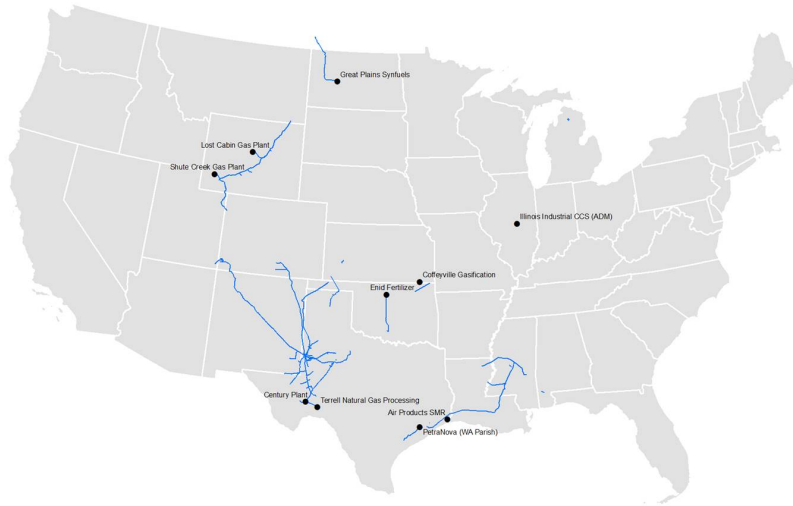 Great Plains Synfuels
Lost Cabin Gas Plant
Shute Creek Gas Plant
Illinois Industrial CCS (ADM)
Coffeyville Gasification
Enid Fertilizer
Century Plant
Terrell Natural Gas Processing
Air Products SMR
PetraNova (WA Parish)